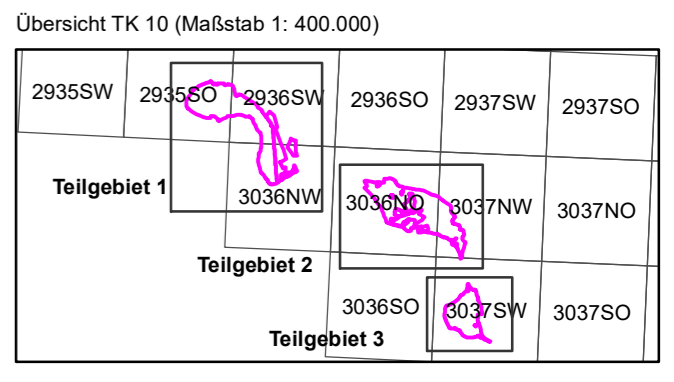 Übersicht TK 10 (Maßstab 1: 400.000)
2935SW 2935SO 2936SW 2936SO 2937SW 2937SO
Teilgebiet 1 3036NW 3036NO 3037NW 3037NO
Teilgebiet 2
3036SO 3037SW 3037SO
Teilgebiet 3